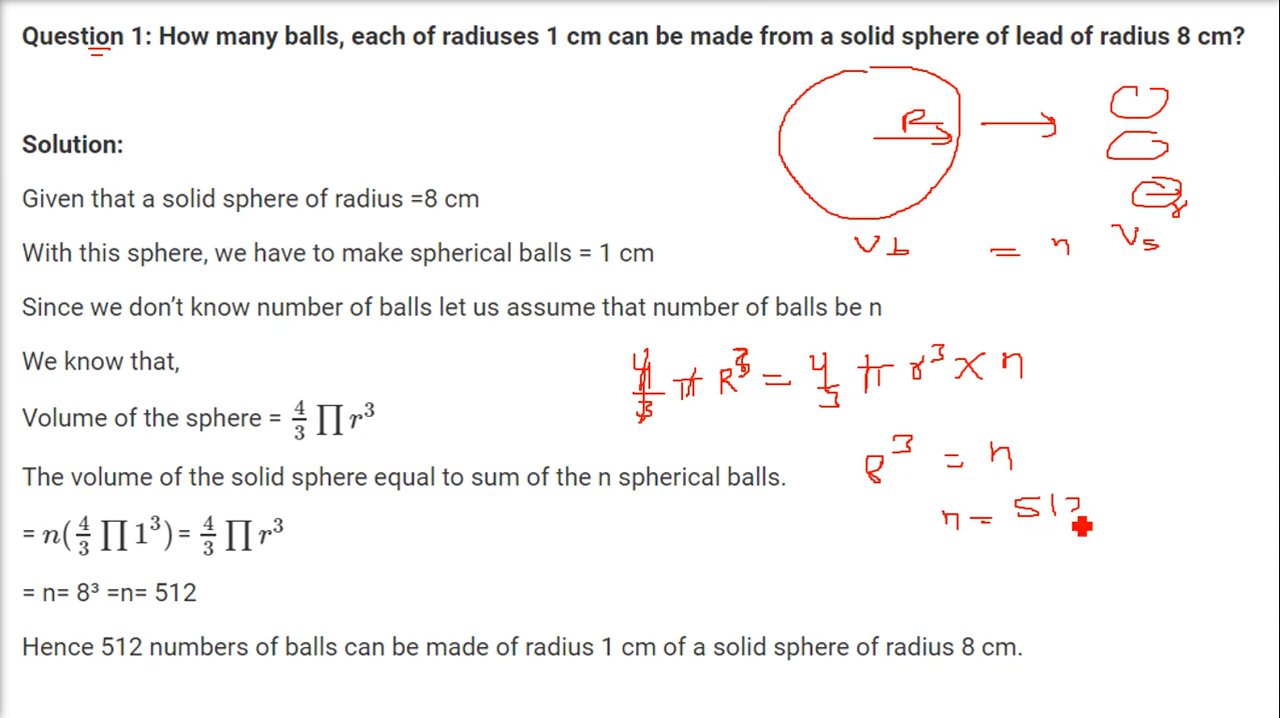 Question 1: How many balls, each of radiuses 1 cm can be made from a solid sphere of lead of radius 8 cm?
R
Solution:
r
Given that a solid sphere of radius =8 cm
Vb = n Vs
With this sphere, we have to make spherical balls = 1 cm
Since we don’t know number of balls let us assume that number of balls be n
We know that,
4/3 π R³ = 4/3 π r³ × n
Volume of the sphere = 4/3 ∏ r³
8³ = n
The volume of the solid sphere equal to sum of the n spherical balls.
n = 512
= n(4/3 ∏ 1³)= 4/3 ∏ r³
= n= 8³ =n= 512
Hence 512 numbers of balls can be made of radius 1 cm of a solid sphere of radius 8 cm.